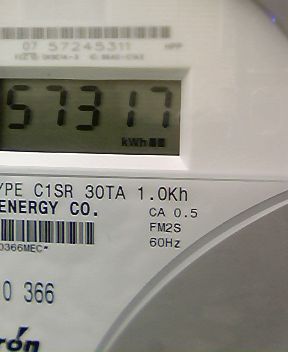 07 57245311
57317
kWh
YPE C1SR 30TA 1.0Kh
ENERGY CO.
CA 0.5
FM2S
60Hz
0366MEC*
0 366
rón